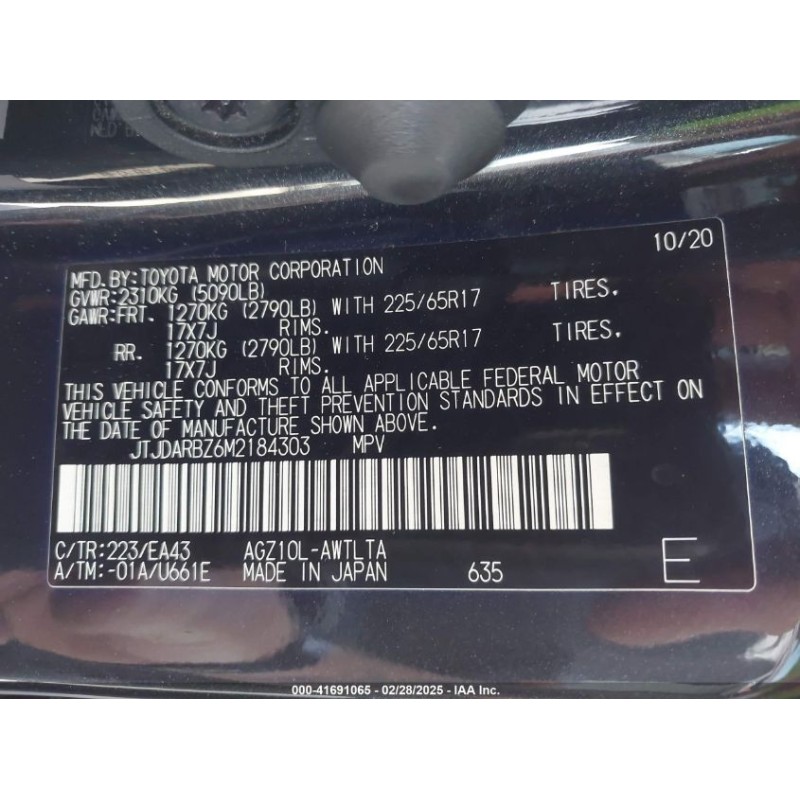 10/20
MFD. BY: TOYOTA MOTOR CORPORATION
GVWR: 2310KG (5090LB)
GAWR: FRT. 1270KG (2790LB) WITH 225/65R17 TIRES.
17X7J RIMS.
RR. 1270KG (2790LB) WITH 225/65R17 TIRES.
17X7J RIMS.
THIS VEHICLE CONFORMS TO ALL APPLICABLE FEDERAL MOTOR
VEHICLE SAFETY AND THEFT PREVENTION STANDARDS IN EFFECT ON
THE DATE OF MANUFACTURE SHOWN ABOVE.
JTJDARBZ6M2184303 MPV
C/TR: 223/EA43 AGZ10L-AWTLTA
A/TM: -01A/U661E MADE IN JAPAN 635 E
000-41691065 - 02/28/2025 - IAA Inc.